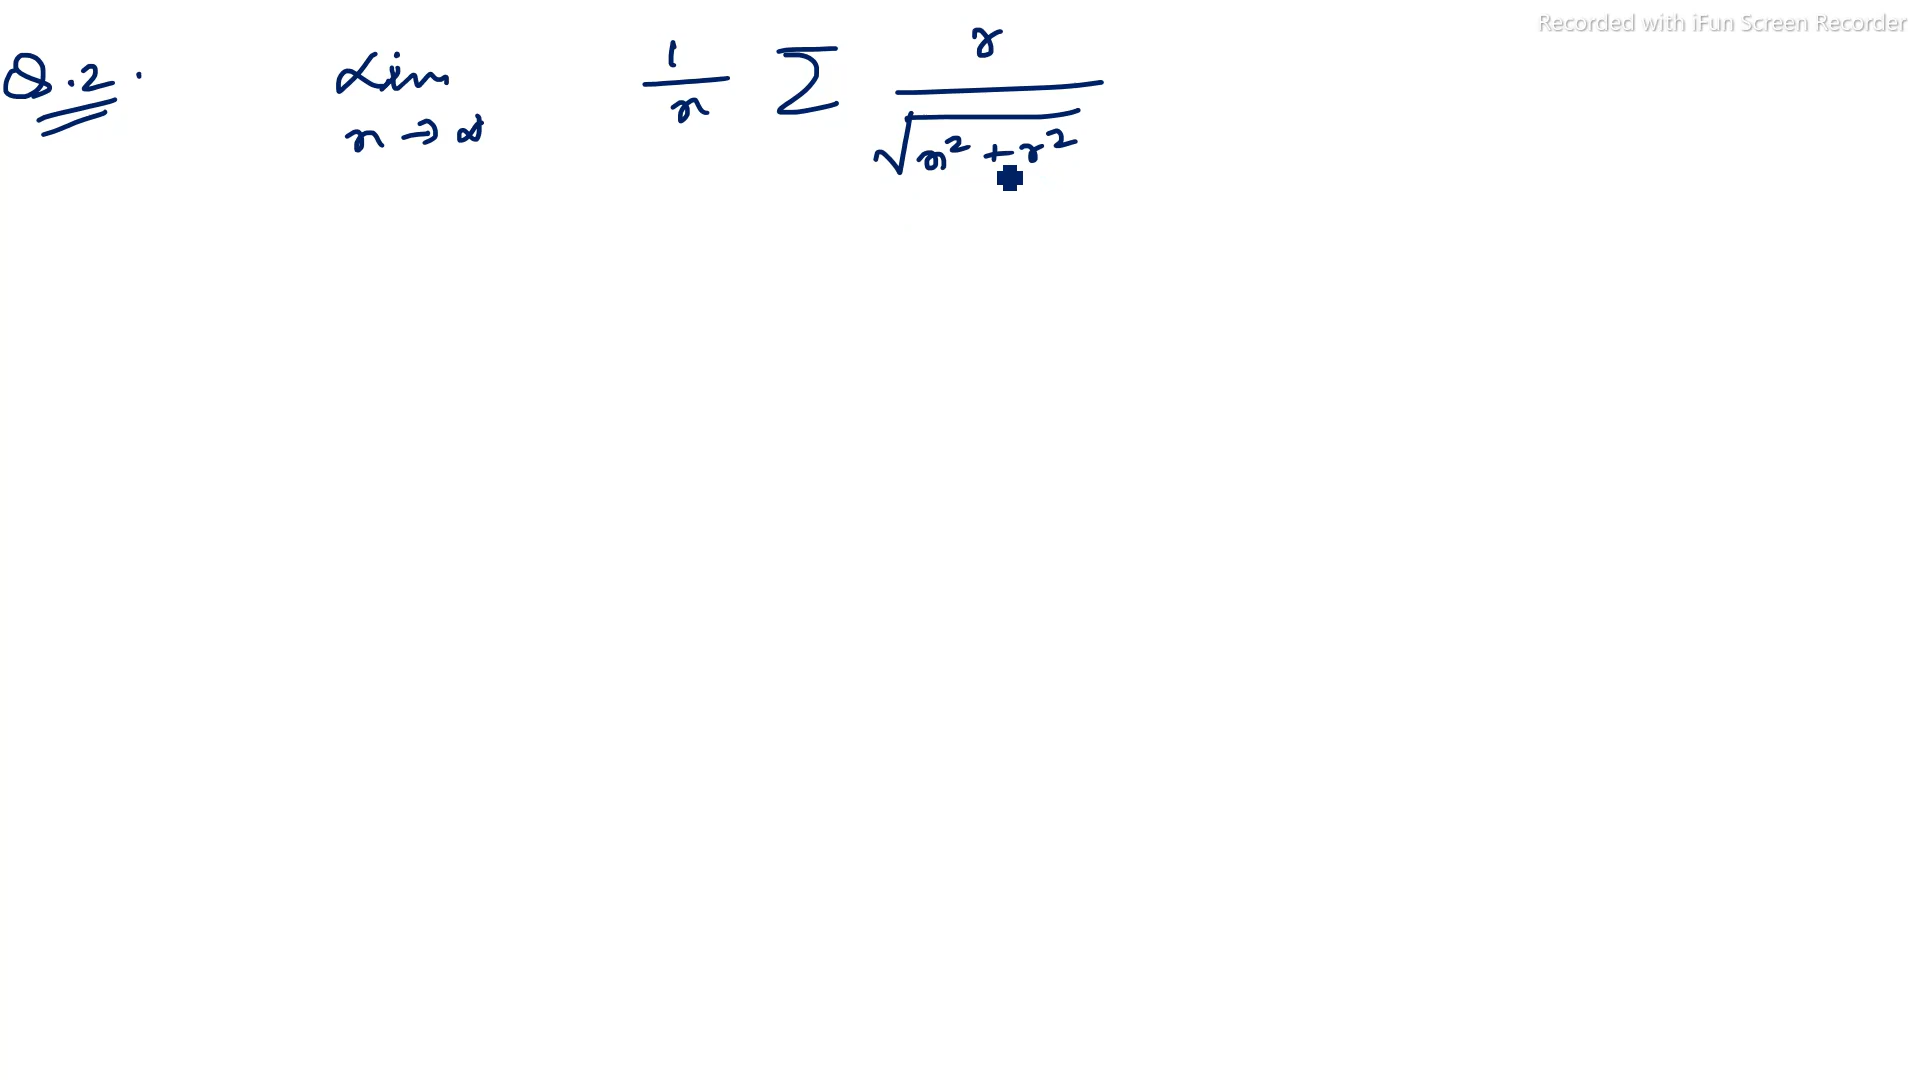 Recorded with iFun Screen Recorder
Q.2. Lim n→∞ 1/n Σ r/√(n²+r²)